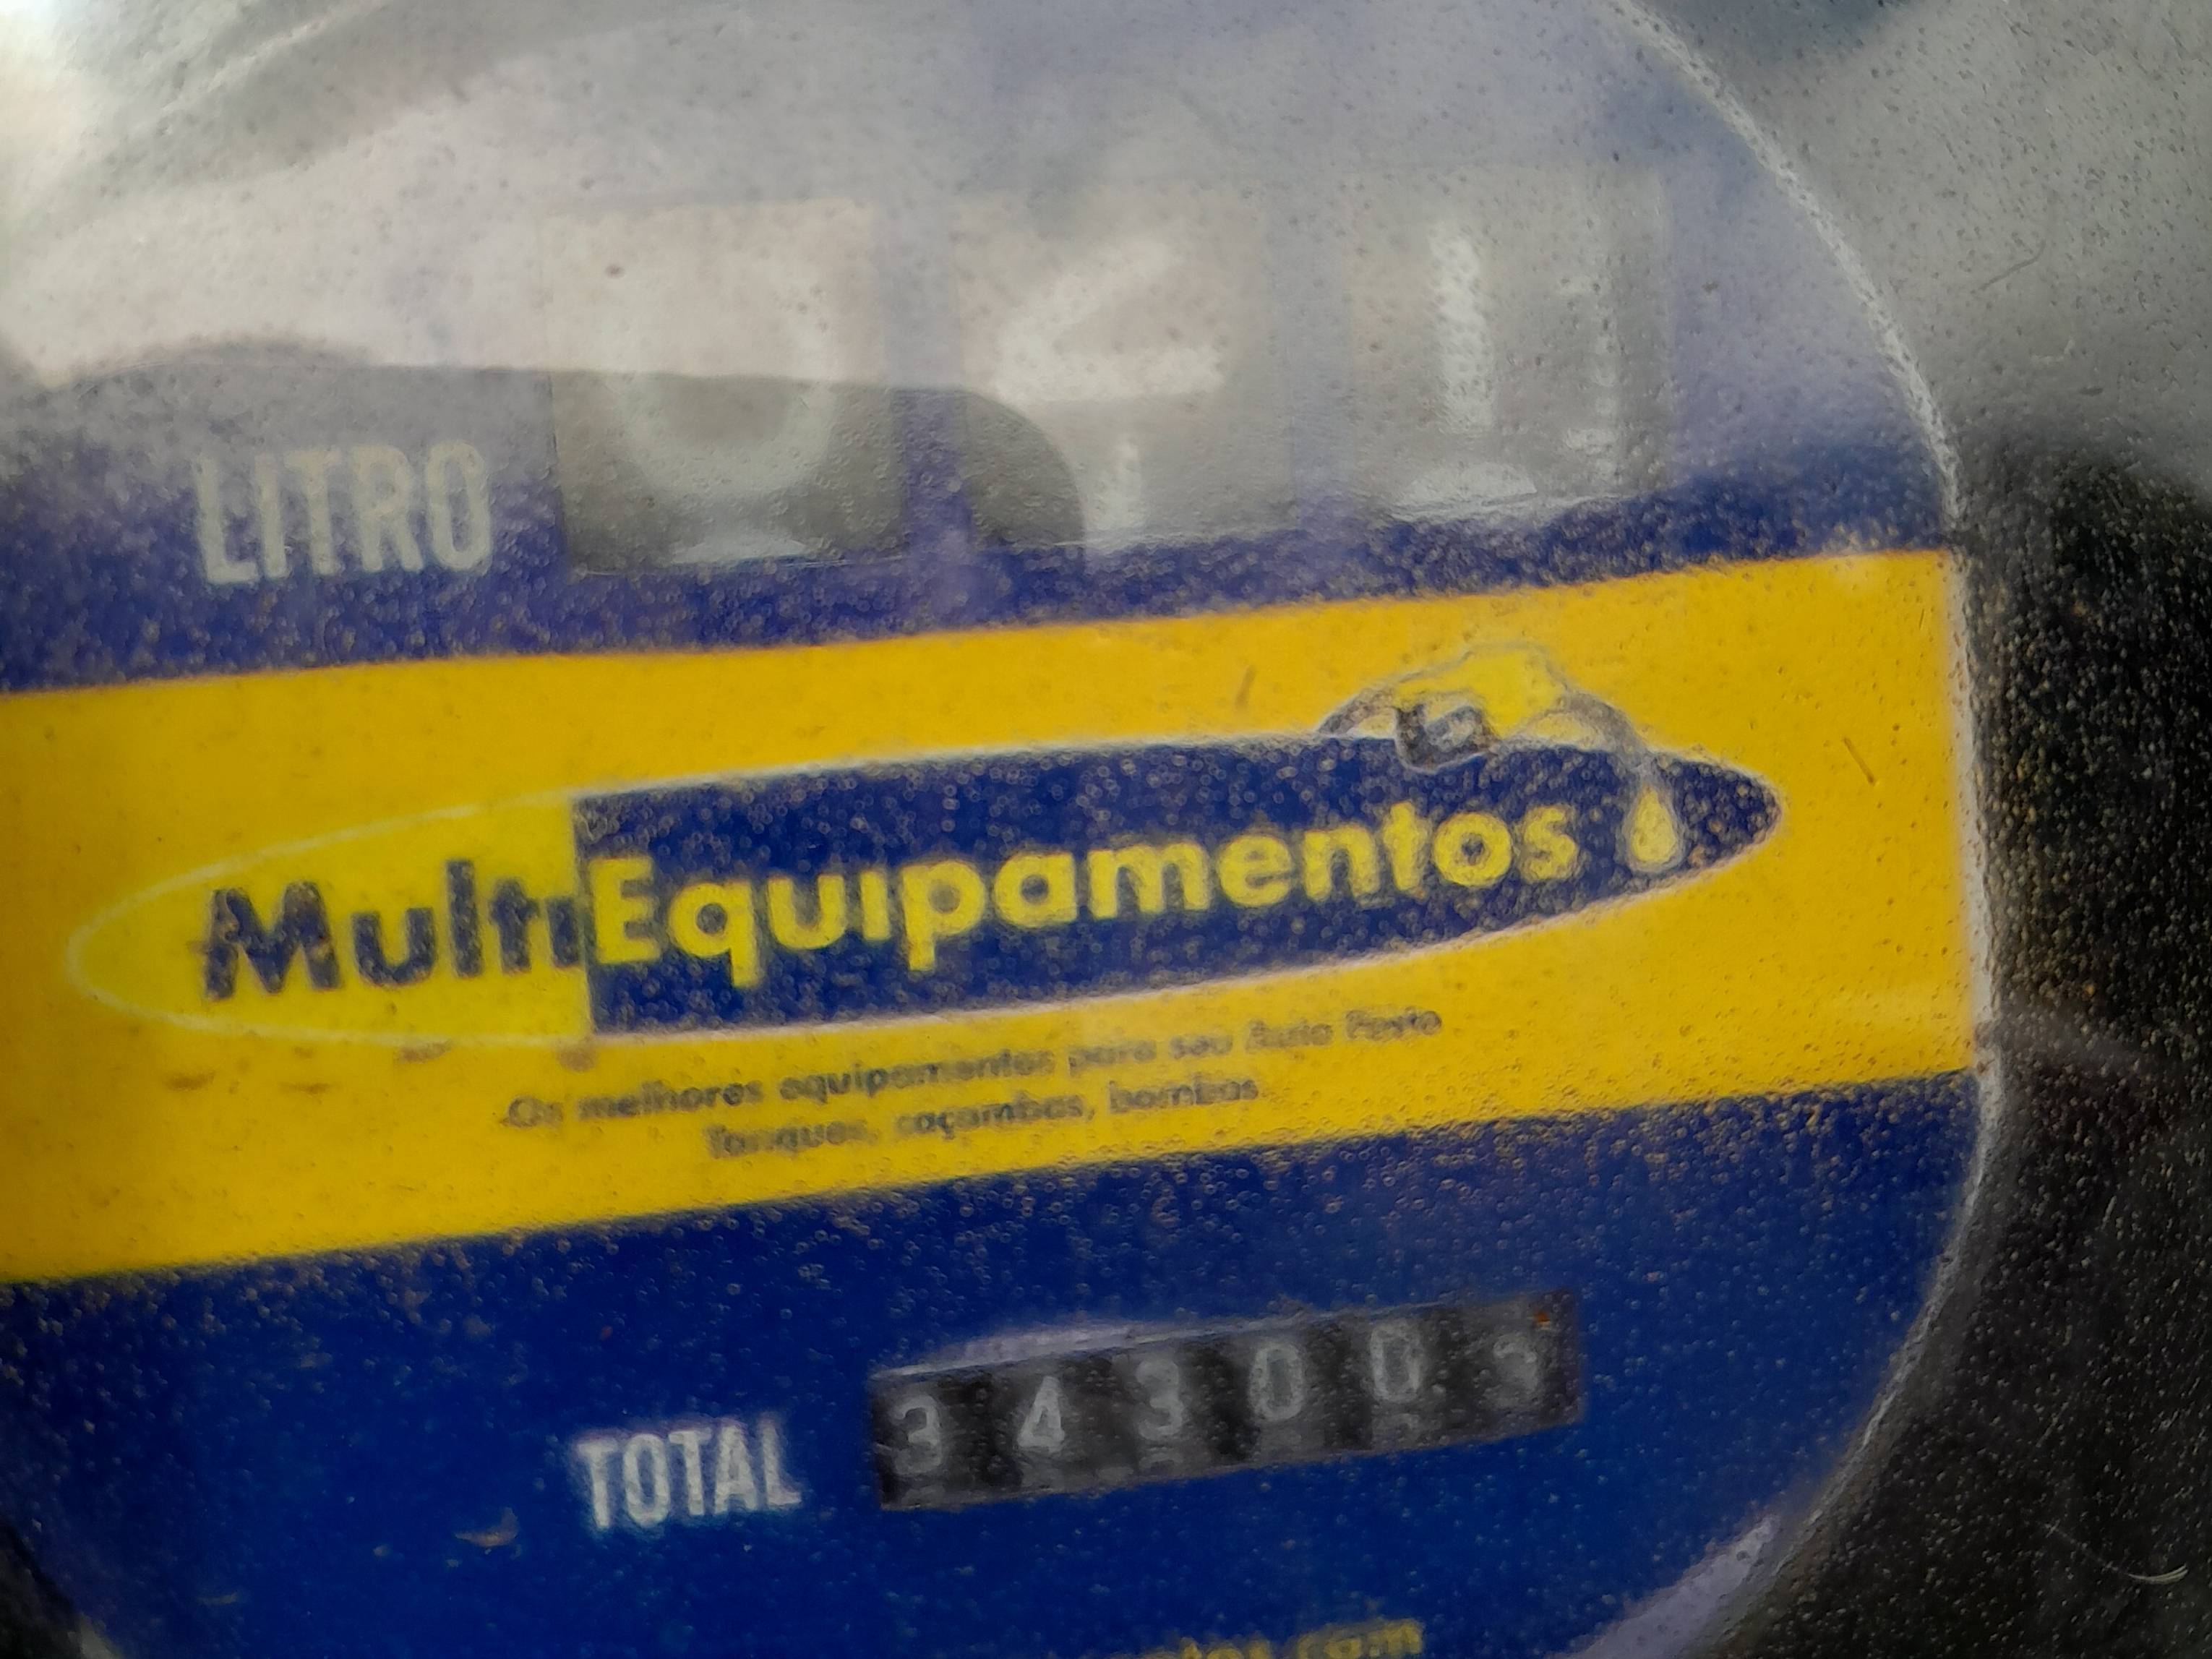 LITRO
MultiEquipamentos
Os melhores equipamentos para seu Auto Posto
Tanques, caçambas, bombas
TOTAL 34300